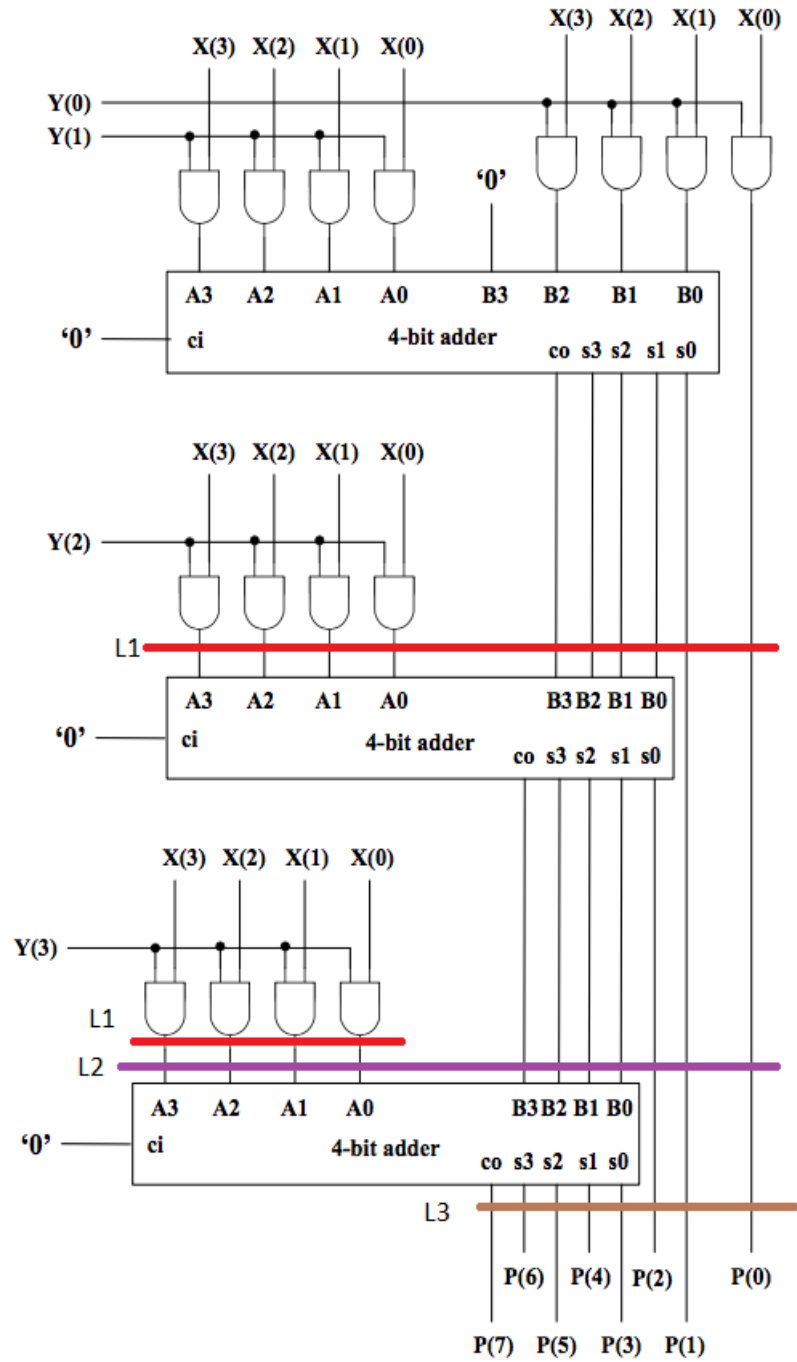 X(3) X(2) X(1) X(0)
X(3) X(2) X(1) X(0)
Y(0)
Y(1)
‘0’
A3 A2 A1 A0 B3 B2 B1 B0
‘0’ ci 4-bit adder
co s3 s2 s1 s0
X(3) X(2) X(1) X(0)
Y(2)
L1
A3 A2 A1 A0 B3 B2 B1 B0
‘0’ ci 4-bit adder
co s3 s2 s1 s0
X(3) X(2) X(1) X(0)
Y(3)
L1
L2
A3 A2 A1 A0 B3 B2 B1 B0
‘0’ ci 4-bit adder
co s3 s2 s1 s0
L3
P(6) P(4) P(2) P(0)
P(7) P(5) P(3) P(1)